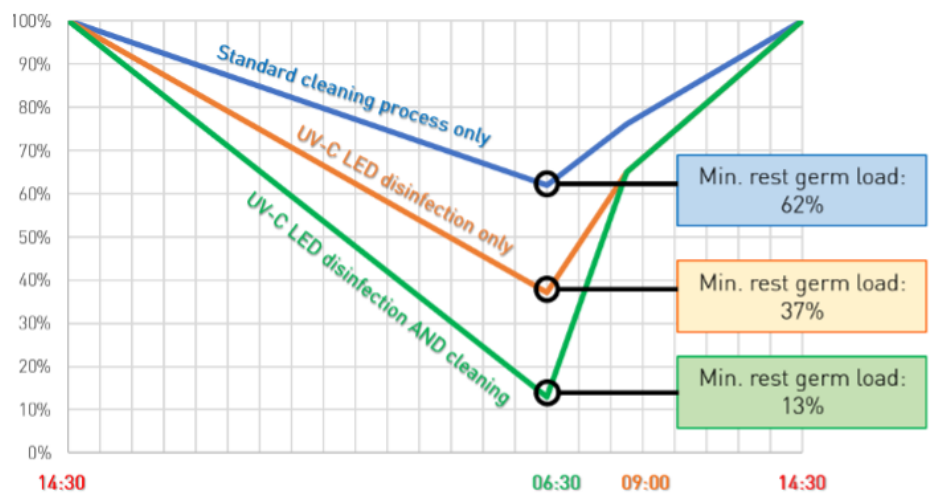 100%
90%
80%
70%
60%
50%
40%
30%
20%
10%
0%
Standard cleaning process only
UV-C LED disinfection only
UV-C LED disinfection AND cleaning
Min. rest germ load:
62%
Min. rest germ load:
37%
Min. rest germ load:
13%
14:30 06:30 09:00 14:30